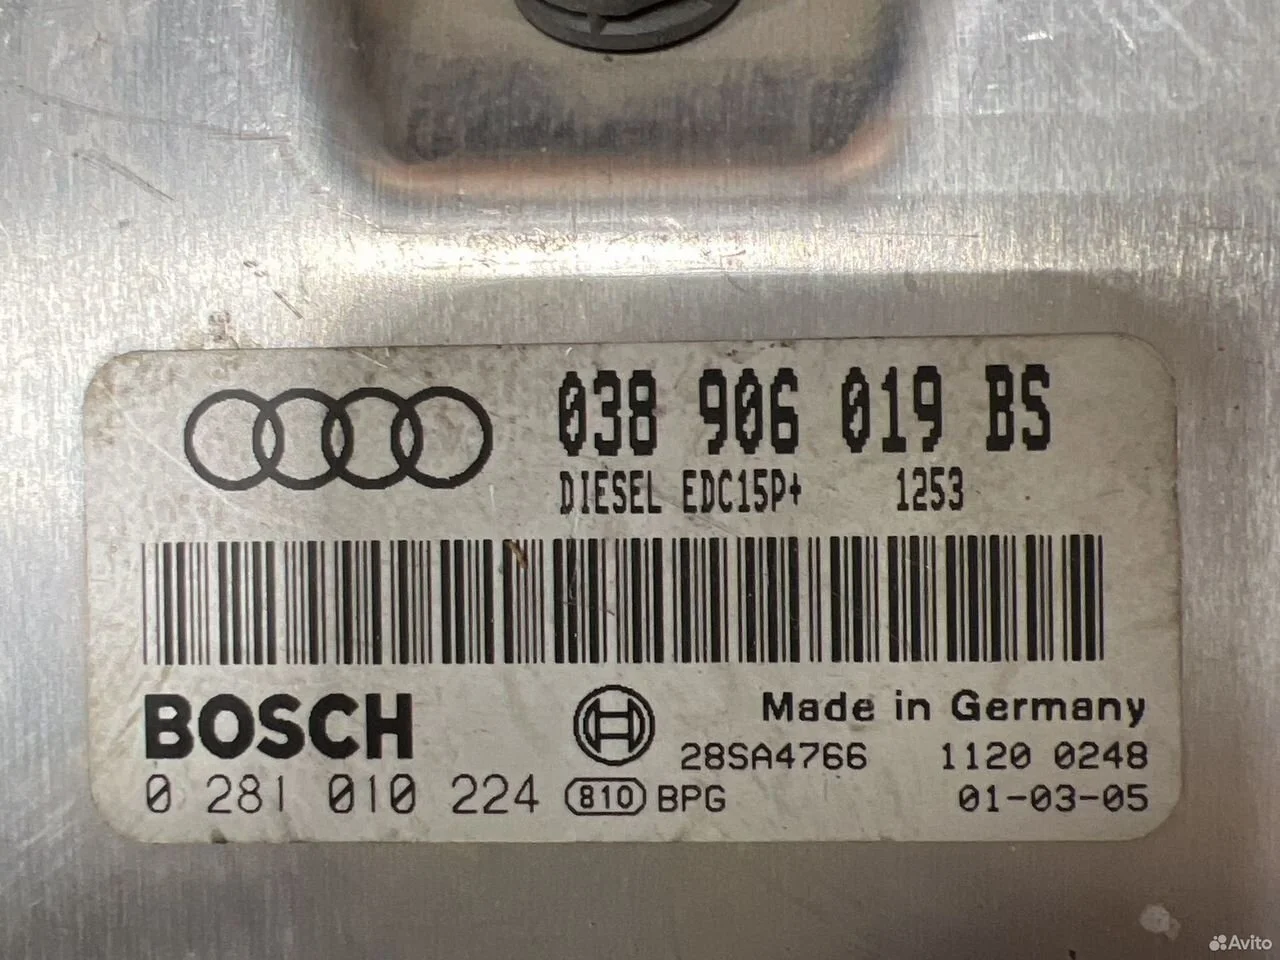 038 906 019 BS
DIESEL EDC15P+ 1253
BOSCH
Made in Germany
28SA4766 1120 0248
0 281 010 224 810 BPG 01-03-05
Avito